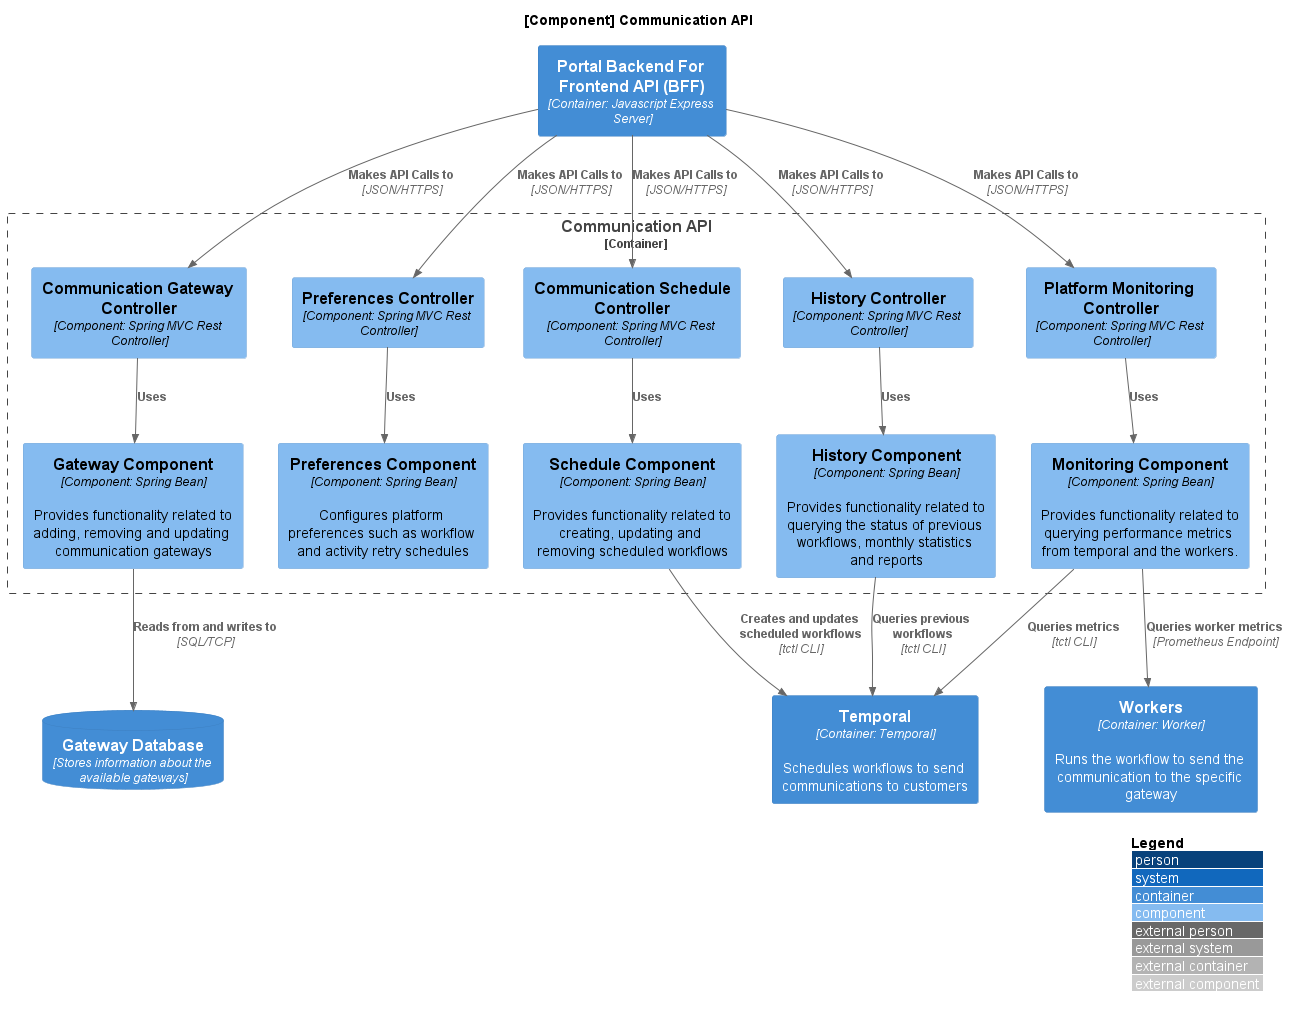 [Component] Communication API
Portal Backend For
Frontend API (BFF)
[Container: Javascript Express
Server]
Makes API Calls to
[JSON/HTTPS]
Makes API Calls to
[JSON/HTTPS]
Makes API Calls to
[JSON/HTTPS]
Makes API Calls to
[JSON/HTTPS]
Makes API Calls to
[JSON/HTTPS]
Communication API
[Container]
Communication Gateway
Controller
[Component: Spring MVC Rest
Controller]
Preferences Controller
[Component: Spring MVC Rest
Controller]
Communication Schedule
Controller
[Component: Spring MVC Rest
Controller]
History Controller
[Component: Spring MVC Rest
Controller]
Platform Monitoring
Controller
[Component: Spring MVC Rest
Controller]
Uses
Uses
Uses
Uses
Uses
Gateway Component
[Component: Spring Bean]
Provides functionality related to
adding, removing and updating
communication gateways
Preferences Component
[Component: Spring Bean]
Configures platform
preferences such as workflow
and activity retry schedules
Schedule Component
[Component: Spring Bean]
Provides functionality related to
creating, updating and
removing scheduled workflows
History Component
[Component: Spring Bean]
Provides functionality related to
querying the status of previous
workflows, monthly statistics
and reports
Monitoring Component
[Component: Spring Bean]
Provides functionality related to
querying performance metrics
from temporal and the workers.
Reads from and writes to
[SQL/TCP]
Creates and updates
scheduled workflows
[tctl CLI]
Queries previous
workflows
[tctl CLI]
Queries metrics
[tctl CLI]
Queries worker metrics
[Prometheus Endpoint]
Gateway Database
[Stores information about the
available gateways]
Temporal
[Container: Temporal]
Schedules workflows to send
communications to customers
Workers
[Container: Worker]
Runs the workflow to send the
communication to the specific
gateway
Legend
person
system
container
component
external person
external system
external container
external component